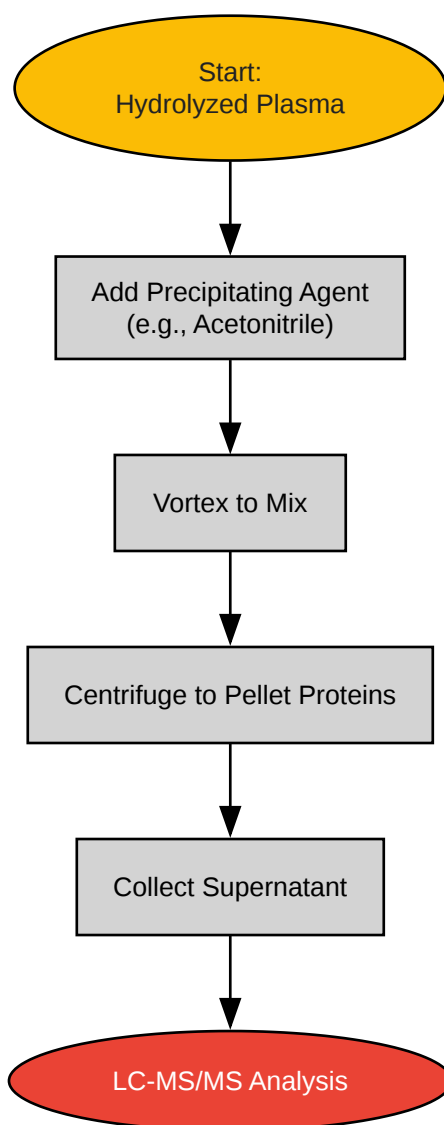 Start:
Hydrolyzed Plasma
Add Precipitating Agent
(e.g., Acetonitrile)
Vortex to Mix
Centrifuge to Pellet Proteins
Collect Supernatant
LC-MS/MS Analysis